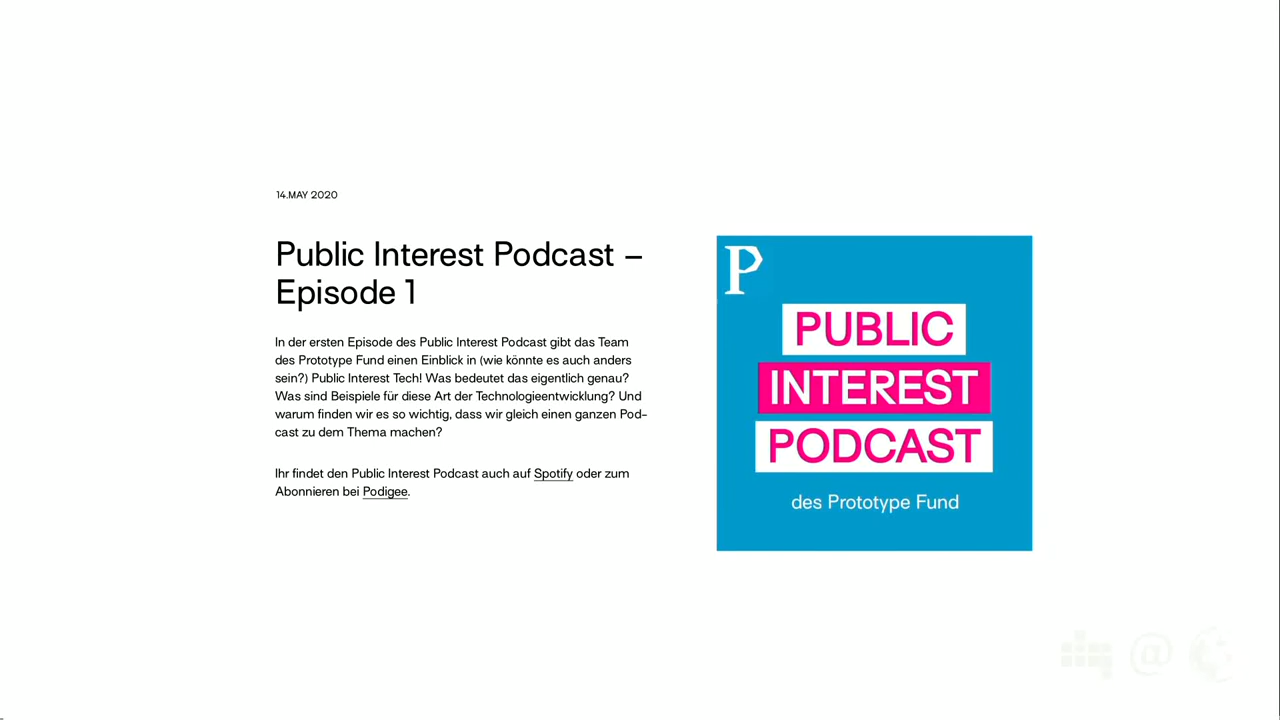 14.MAY 2020
Public Interest Podcast –
Episode 1
In der ersten Episode des Public Interest Podcast gibt das Team
des Prototype Fund einen Einblick in (wie könnte es auch anders
sein?) Public Interest Tech! Was bedeutet das eigentlich genau?
Was sind Beispiele für diese Art der Technologieentwicklung? Und
warum finden wir es so wichtig, dass wir gleich einen ganzen Pod-
cast zu dem Thema machen?
Ihr findet den Public Interest Podcast auch auf Spotify oder zum
Abonnieren bei Podigee.
P
PUBLIC
INTEREST
PODCAST
des Prototype Fund
@